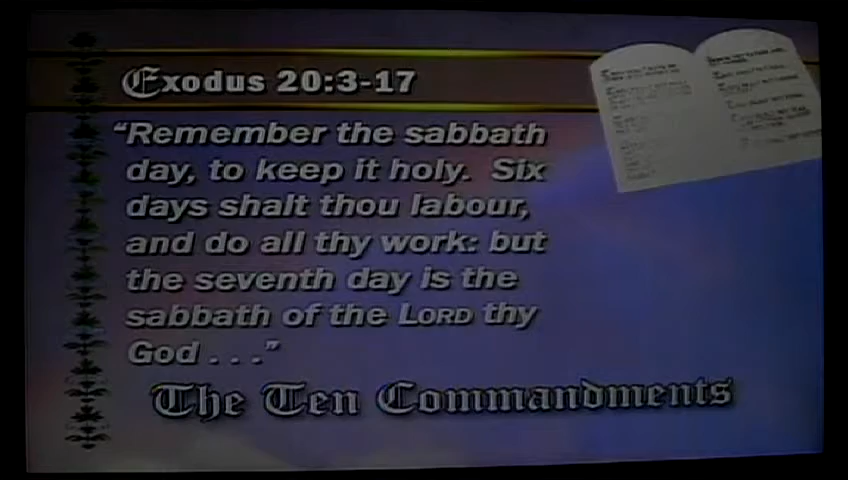 Exodus 20:3-17
“Remember the sabbath
day, to keep it holy. Six
days shalt thou labour,
and do all thy work: but
the seventh day is the
sabbath of the LORD thy
God . . .”
The Ten Commandments